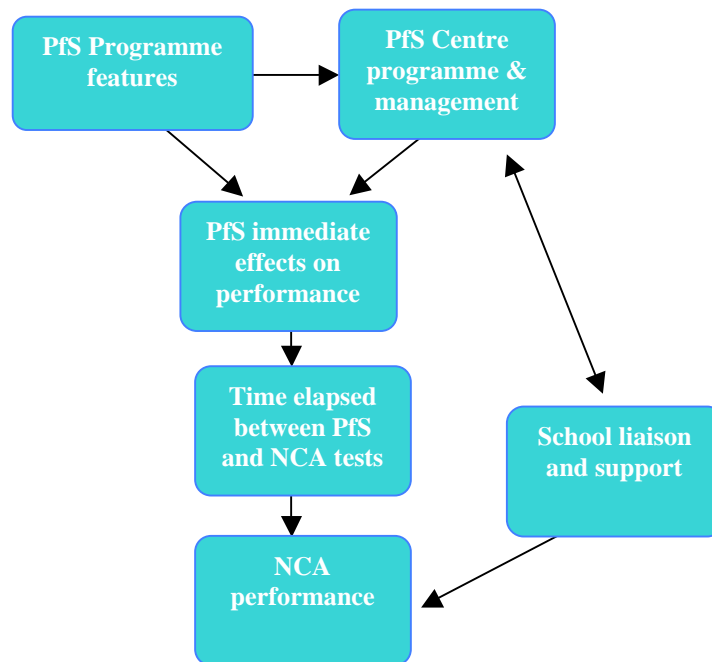 PfS Programme
features
PfS Centre
programme &
management
PfS immediate
effects on
performance
Time elapsed
between PfS
and NCA tests
School liaison
and support
NCA
performance